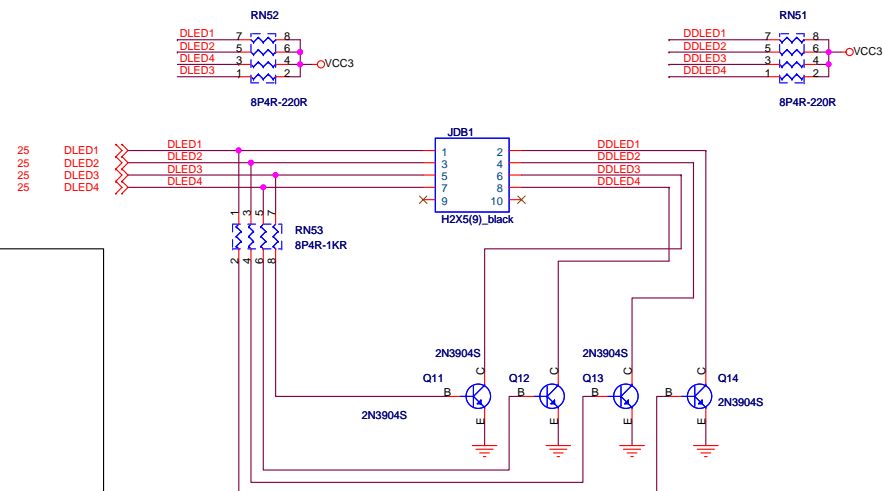 RN52
RN51
DLED1 7 8
DLED2 5 6
DLED4 3 4 VCC3
DLED3 1 2
8P4R-220R
DDLED1 7 8
DDLED2 5 6 VCC3
DDLED3 3 4
DDLED4 1 2
8P4R-220R
JDB1
25 DLED1 DLED1 1 2 DDLED1
25 DLED2 DLED2 3 4 DDLED2
25 DLED3 DLED3 5 6 DDLED3
25 DLED4 DLED4 7 8 DDLED4
9 10
H2X5(9)_black
1 3 5 7
RN53
8P4R-1KR
2 4 6 8
2N3904S
2N3904S
C C C C
Q11 Q12 Q13 Q14
B B B B
2N3904S
2N3904S
E E E E